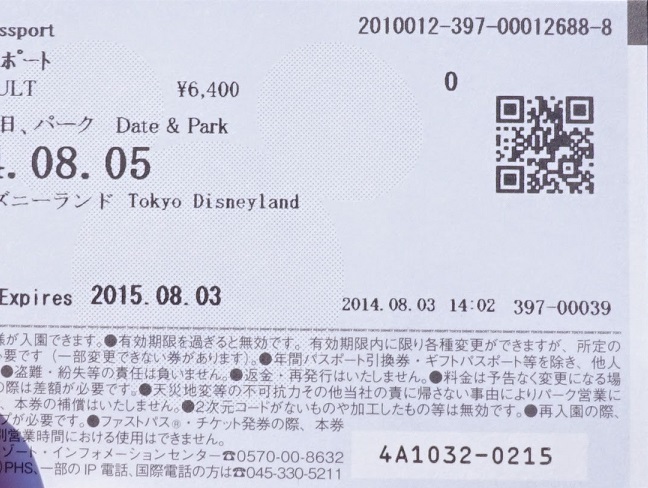 ssport 2010012-397-00012688-8
ポート
ULT ¥6,400 0
日、パーク Date & Park
. 08. 05
ズニーランド Tokyo Disneyland
Expires 2015. 08. 03
2014. 08. 03 14:02 397-00039
様が入園できます。●有効期限を過ぎると無効です。有効期限内に限り各種変更ができますが、所定の
必要です（一部変更できない券があります）。●年間パスポート引換券・ギフトパスポート等を除き、他人
●盗難・紛失等の責任は負いません。●返金・再発行はいたしません。●料金は予告なく変更になる場
の際は差額が必要です。●天災地変等の不可抗力その他当社の責に帰さない事由によりパーク営業に
、本券の補償はいたしません。●2次元コードがないものや加工したもの等は無効です。●再入園の際、
プが必要です。●ファストパス®・チケット発券の際、本券
別営業時間における使用はできません。
ゾート・インフォメーションセンター☎0570-00-8632
PHS、一部のIP電話、国際電話の方は☎045-330-5211
4A1032-0215